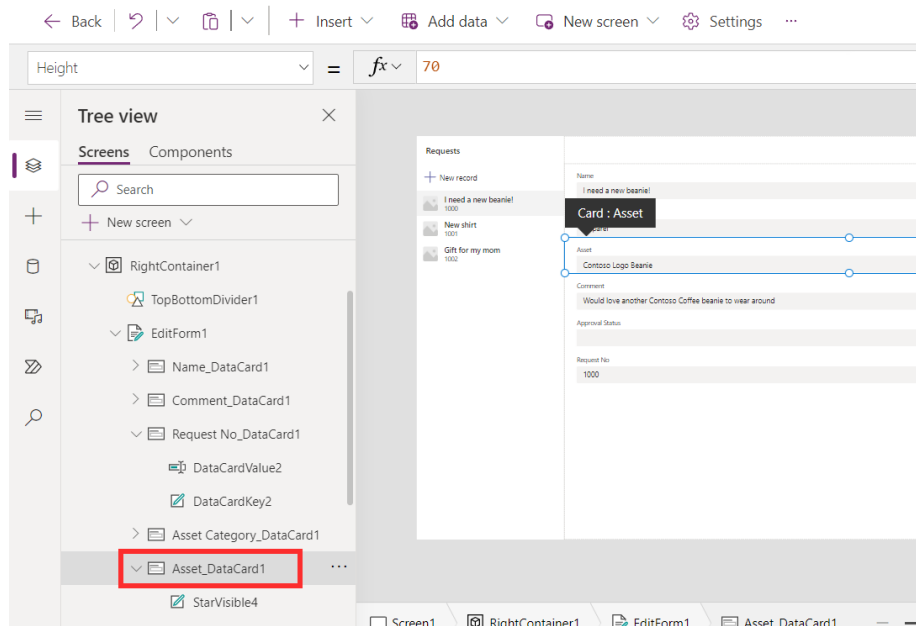 Back
Insert
Add data
New screen
Settings
...
Height
=
fx
70
Tree view
Screens
Components
Search
New screen
RightContainer1
TopBottomDivider1
EditForm1
Name_DataCard1
Comment_DataCard1
Request No_DataCard1
DataCardValue2
DataCardKey2
Asset Category_DataCard1
Asset_DataCard1
...
StarVisible4
Requests
New record
I need a new beanie!
1000
New shirt
1001
Gift for my mom
1002
Name
I need a new beanie!
Card : Asset
Asset
Contoso Logo Beanie
Comment
Would love another Contoso Coffee beanie to wear around
Approval Status
Request No
1000
Screen1
RightContainer1
EditForm1
Asset_DataCard1